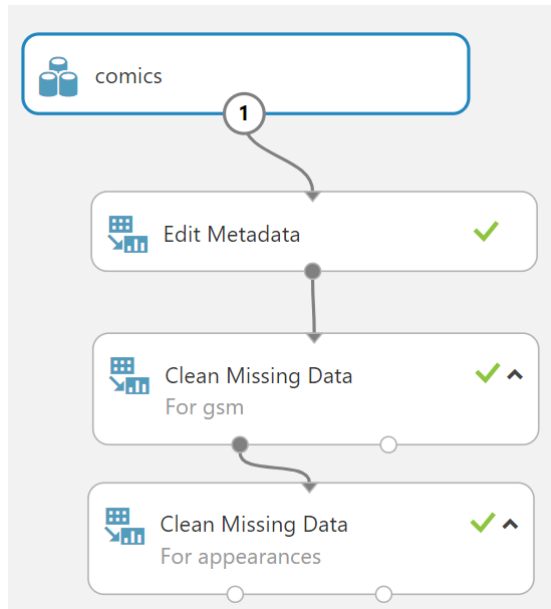 comics
1
Edit Metadata
Clean Missing Data
For gsm
Clean Missing Data
For appearances